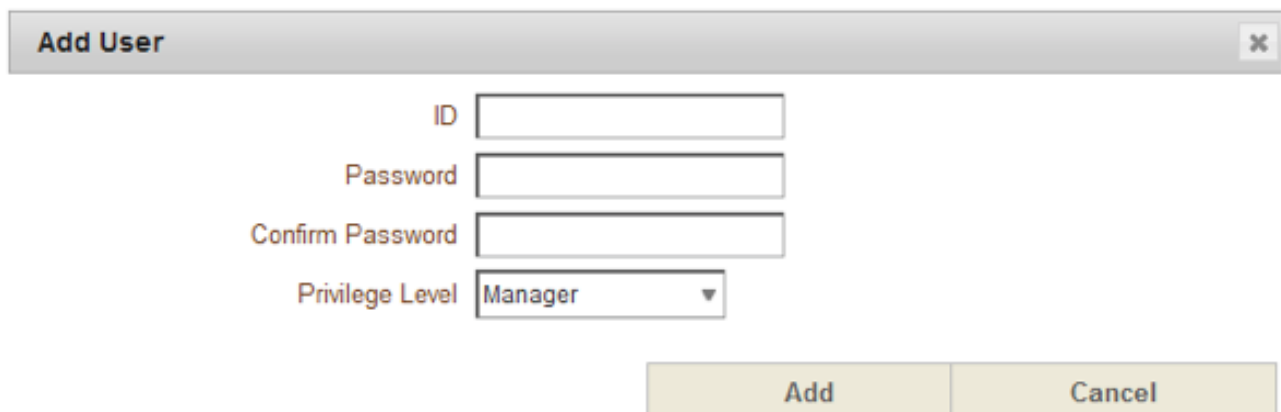 Add User
ID
Password
Confirm Password
Privilege Level Manager
Add Cancel